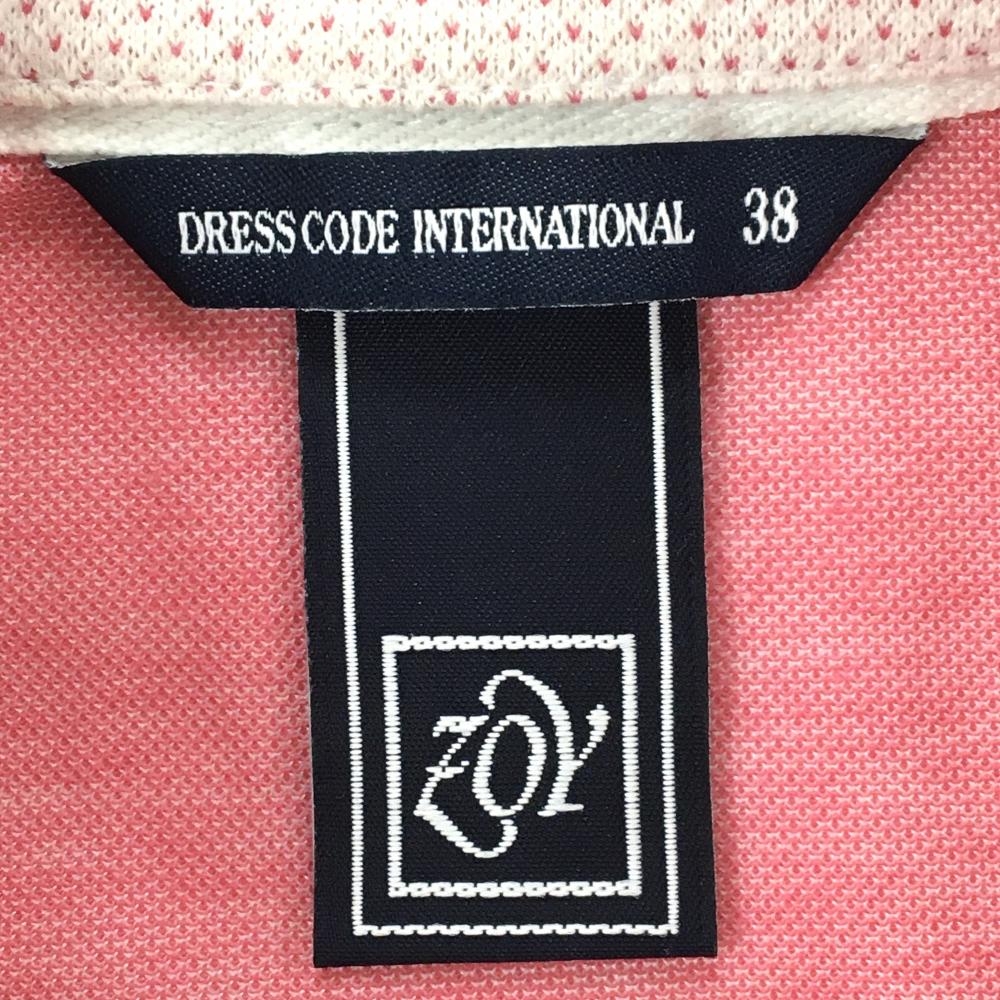 DRESS CODE INTERNATIONAL 38
ZOY